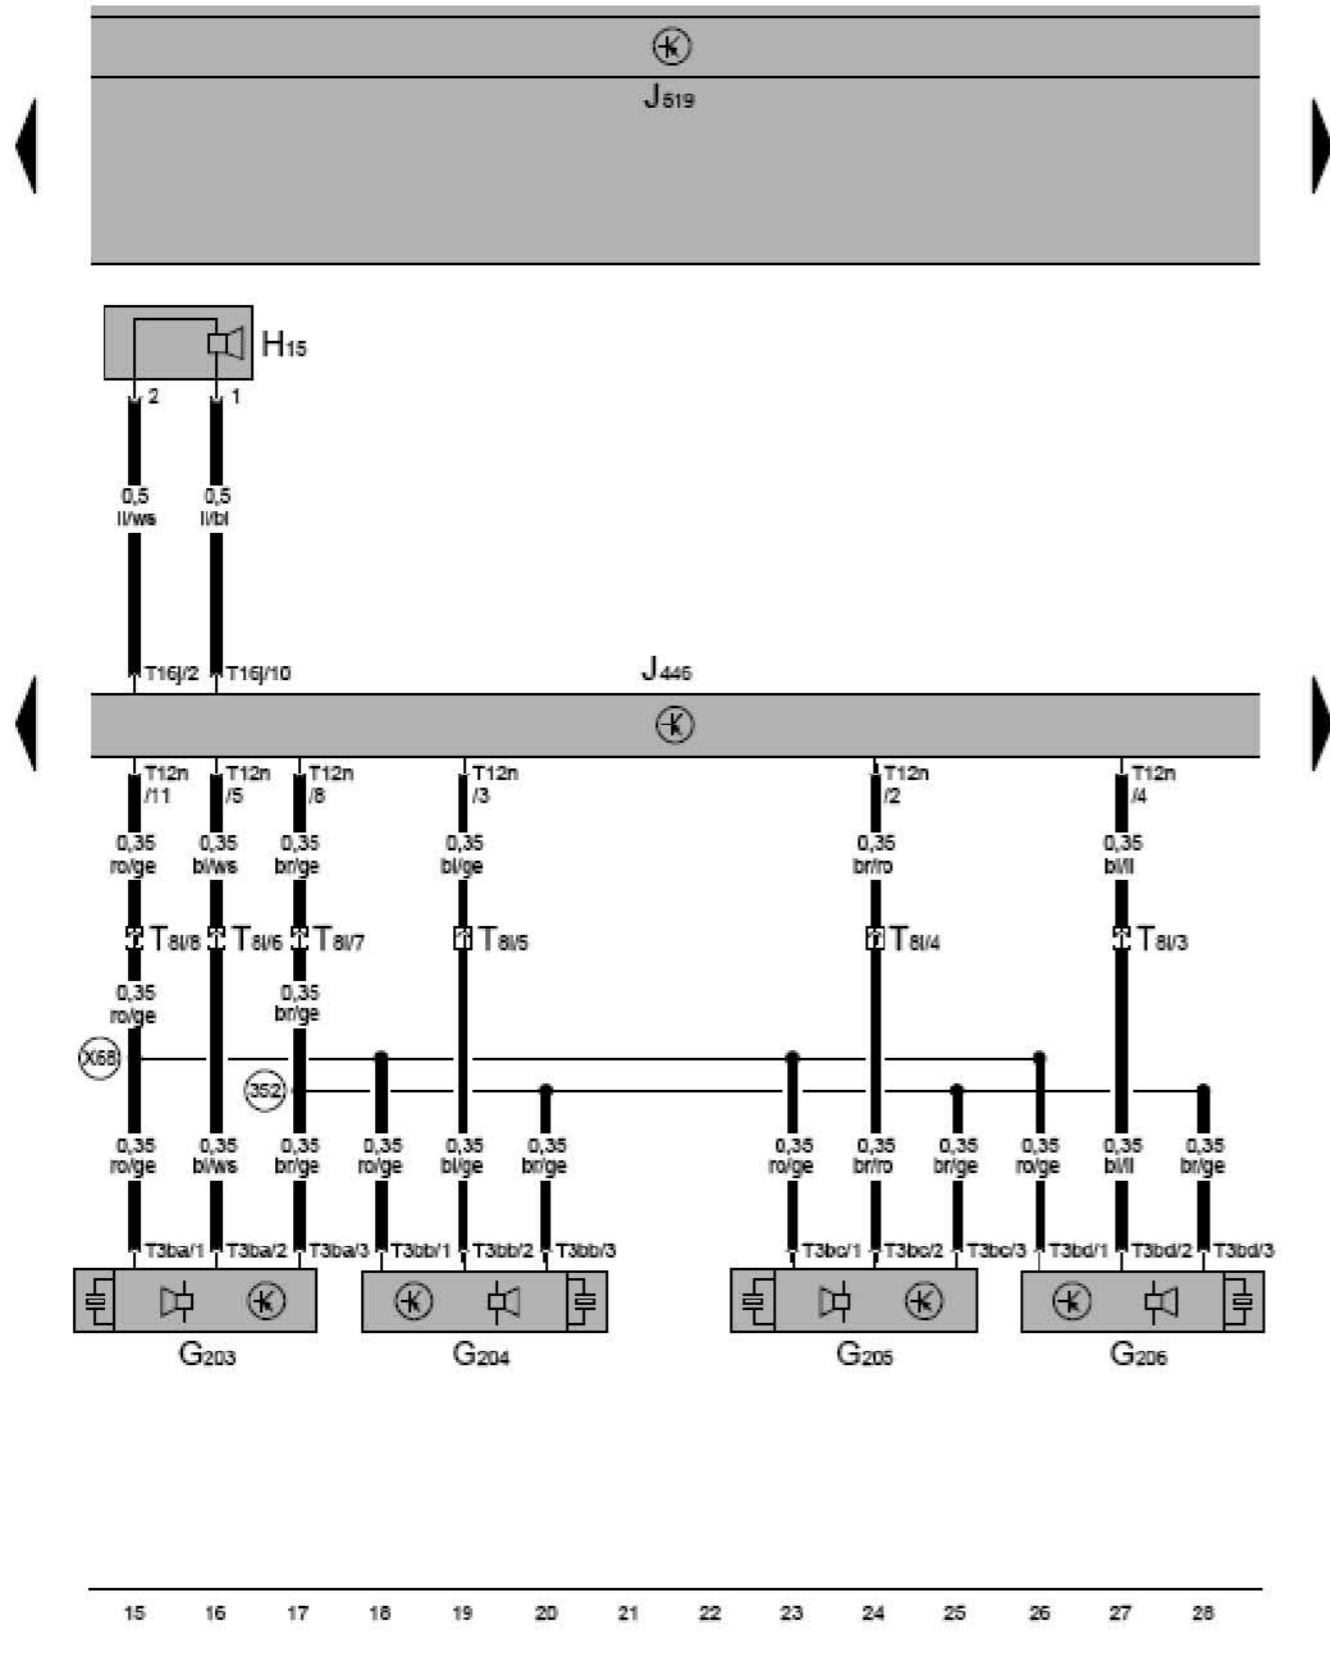 J519
H15
2 1
0,5 0,5
li/ws li/bl
T16j/2 T16j/10 J446
T12n T12n T12n T12n T12n T12n
/11 /5 /8 /3 /2 /4
0,35 0,35 0,35 0,35 0,35 0,35
ro/ge bl/ws br/ge bl/ge br/ro bl/li
T8l/8 T8l/6 T8l/7 T8l/5 T8l/4 T8l/3
0,35 0,35
ro/ge br/ge
X68
352
0,35 0,35 0,35 0,35 0,35 0,35 0,35 0,35 0,35 0,35 0,35 0,35
ro/ge bl/ws br/ge ro/ge bl/ge br/ge ro/ge br/ro br/ge ro/ge bl/li br/ge
T3ba/1 T3ba/2 T3ba/3 T3bb/1 T3bb/2 T3bb/3 T3bc/1 T3bc/2 T3bc/3 T3bd/1 T3bd/2 T3bd/3
G203 G204 G205 G206
15 16 17 18 19 20 21 22 23 24 25 26 27 28